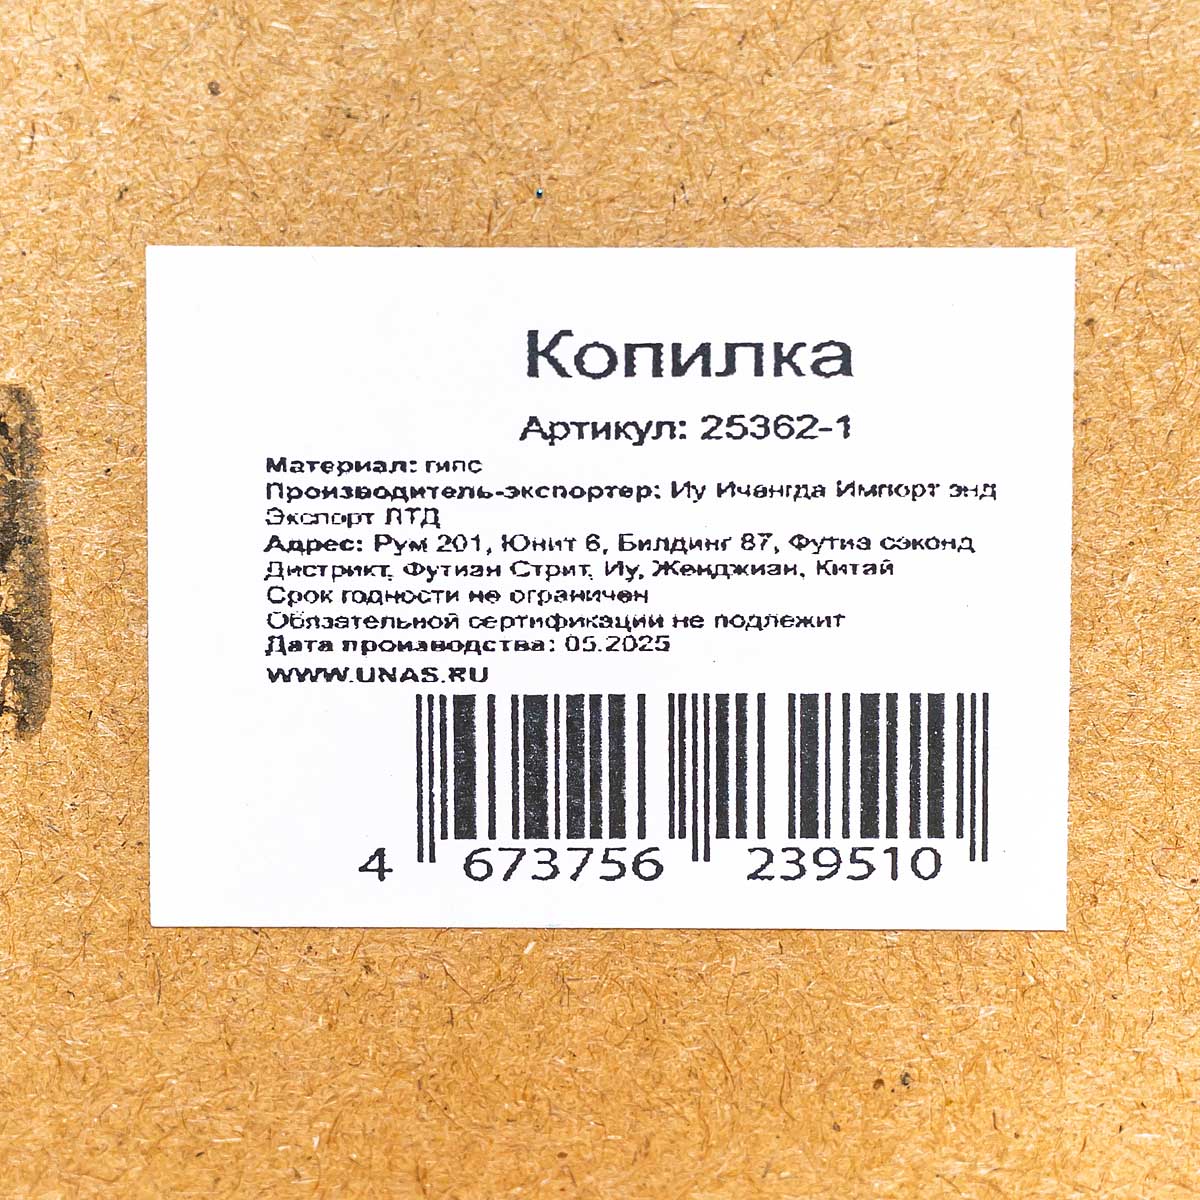 Копилка
Артикул: 25362-1
Материал: гипс
Производитель-экспортер: Иу Ичангда Импорт энд
Экспорт ЛТД
Адрес: Рум 201, Юнит 6, Билдинг 87, Футиа сэконд
Дистрикт, Футиан Стрит, Иу, Женджиан, Китай
Срок годности не ограничен
Обязательной сертификации не подлежит
Дата производства: 05.2025
WWW.UNAS.RU
4 673756 239510